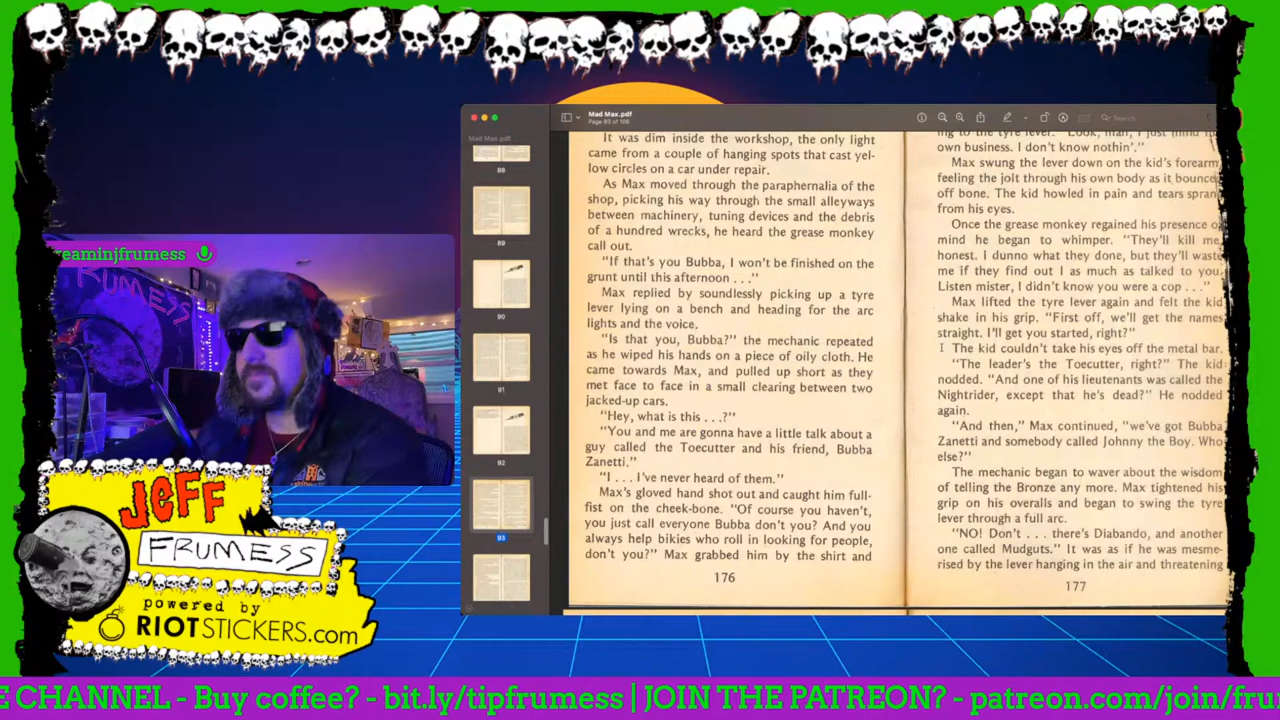 Mad Max.pdf
Page 93 of 106
Search
Mad Max.pdf
88
89
90
91
92
93
It was dim inside the workshop, the only light
came from a couple of hanging spots that cast yel-
low circles on a car under repair.
As Max moved through the paraphernalia of the
shop, picking his way through the small alleyways
between machinery, tuning devices and the debris
of a hundred wrecks, he heard the grease monkey
call out.
"If that's you Bubba, I won't be finished on the
grunt until this afternoon . . ."
Max replied by soundlessly picking up a tyre
lever lying on a bench and heading for the arc
lights and the voice.
"Is that you, Bubba?" the mechanic repeated
as he wiped his hands on a piece of oily cloth. He
came towards Max, and pulled up short as they
met face to face in a small clearing between two
jacked-up cars.
"Hey, what is this . . .?"
"You and me are gonna have a little talk about a
guy called the Toecutter and his friend, Bubba
Zanetti."
"I . . . I've never heard of them."
Max's gloved hand shot out and caught him full-
fist on the cheek-bone. "Of course you haven't,
you just call everyone Bubba don't you? And you
always help bikies who roll in looking for people,
don't you?" Max grabbed him by the shirt and
176
ing to the tyre lever. "Look, man, I just mind
own business. I don't know nothin'."
Max swung the lever down on the kid's forearm
feeling the jolt through his own body as it bounce
off bone. The kid howled in pain and tears spran
from his eyes.
Once the grease monkey regained his presence o
mind he began to whimper. "They'll kill me,
honest. I dunno what they done, but they'll waste
me if they find out I as much as talked to you.
Listen mister, I didn't know you were a cop . . ."
Max lifted the tyre lever again and felt the kid
shake in his grip. "First off, we'll get the names
straight. I'll get you started, right?"
The kid couldn't take his eyes off the metal bar.
"The leader's the Toecutter, right?" The kid
nodded. "And one of his lieutenants was called the
Nightrider, except that he's dead?" He nodded
again.
"And then," Max continued, "we've got Bubba
Zanetti and somebody called Johnny the Boy. Who
else?"
The mechanic began to waver about the wisdom
of telling the Bronze any more. Max tightened his
grip on his overalls and began to swing the tyre
lever through a full arc.
"NO! Don't . . . there's Diabando, and another
one called Mudguts." It was as if he was mesme-
rised by the lever hanging in the air and threatening
177
eaminjfrumess
FRUMESS
JEFF
FRUMESS
powered by
RIOTSTICKERS.com
E CHANNEL - Buy coffee? - bit.ly/tipfrumess | JOIN THE PATREON? - patreon.com/join/fru